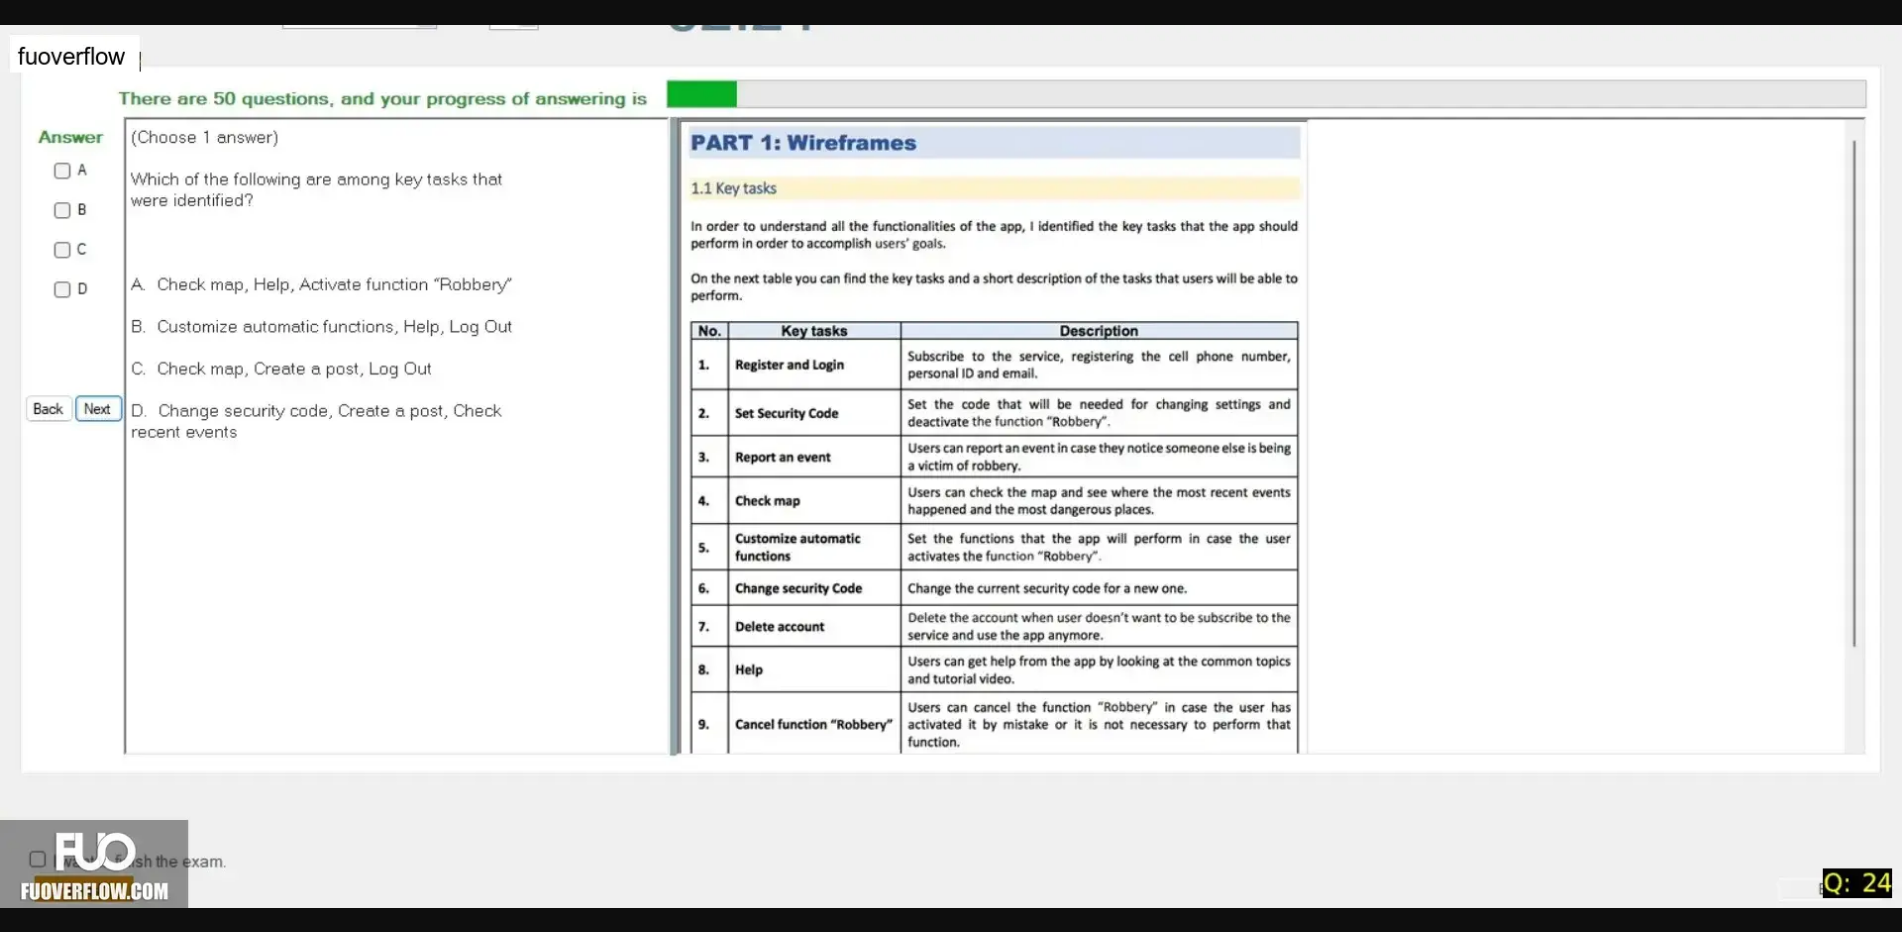 fuoverflow
There are 50 questions, and your progress of answering is
Answer
A
B
C
D
Back
Next
(Choose 1 answer)
Which of the following are among key tasks that
were identified?
A. Check map, Help, Activate function “Robbery”
B. Customize automatic functions, Help, Log Out
C. Check map, Create a post, Log Out
D. Change security code, Create a post, Check
recent events
PART 1: Wireframes
1.1 Key tasks
In order to understand all the functionalities of the app, I identified the key tasks that the app should
perform in order to accomplish users’ goals.
On the next table you can find the key tasks and a short description of the tasks that users will be able to
perform.
No. Key tasks Description
1. Register and Login
Subscribe to the service, registering the cell phone number,
personal ID and email.
2. Set Security Code
Set the code that will be needed for changing settings and
deactivate the function “Robbery”.
3. Report an event
Users can report an event in case they notice someone else is being
a victim of robbery.
4. Check map
Users can check the map and see where the most recent events
happened and the most dangerous places.
5. Customize automatic
functions
Set the functions that the app will perform in case the user
activates the function “Robbery”.
6. Change security Code
Change the current security code for a new one.
7. Delete account
Delete the account when user doesn’t want to be subscribe to the
service and use the app anymore.
8. Help
Users can get help from the app by looking at the common topics
and tutorial video.
9. Cancel function “Robbery”
Users can cancel the function “Robbery” in case the user has
activated it by mistake or it is not necessary to perform that
function.
FUO
the exam.
FUOVERFLOW.COM
Q: 24